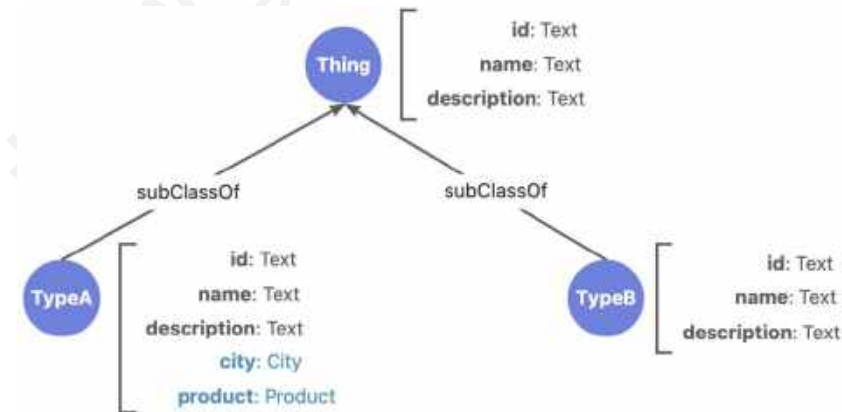 Thing
id: Text
name: Text
description: Text
subClassOf
subClassOf
TypeA
id: Text
name: Text
description: Text
city: City
product: Product
TypeB
id: Text
name: Text
description: Text